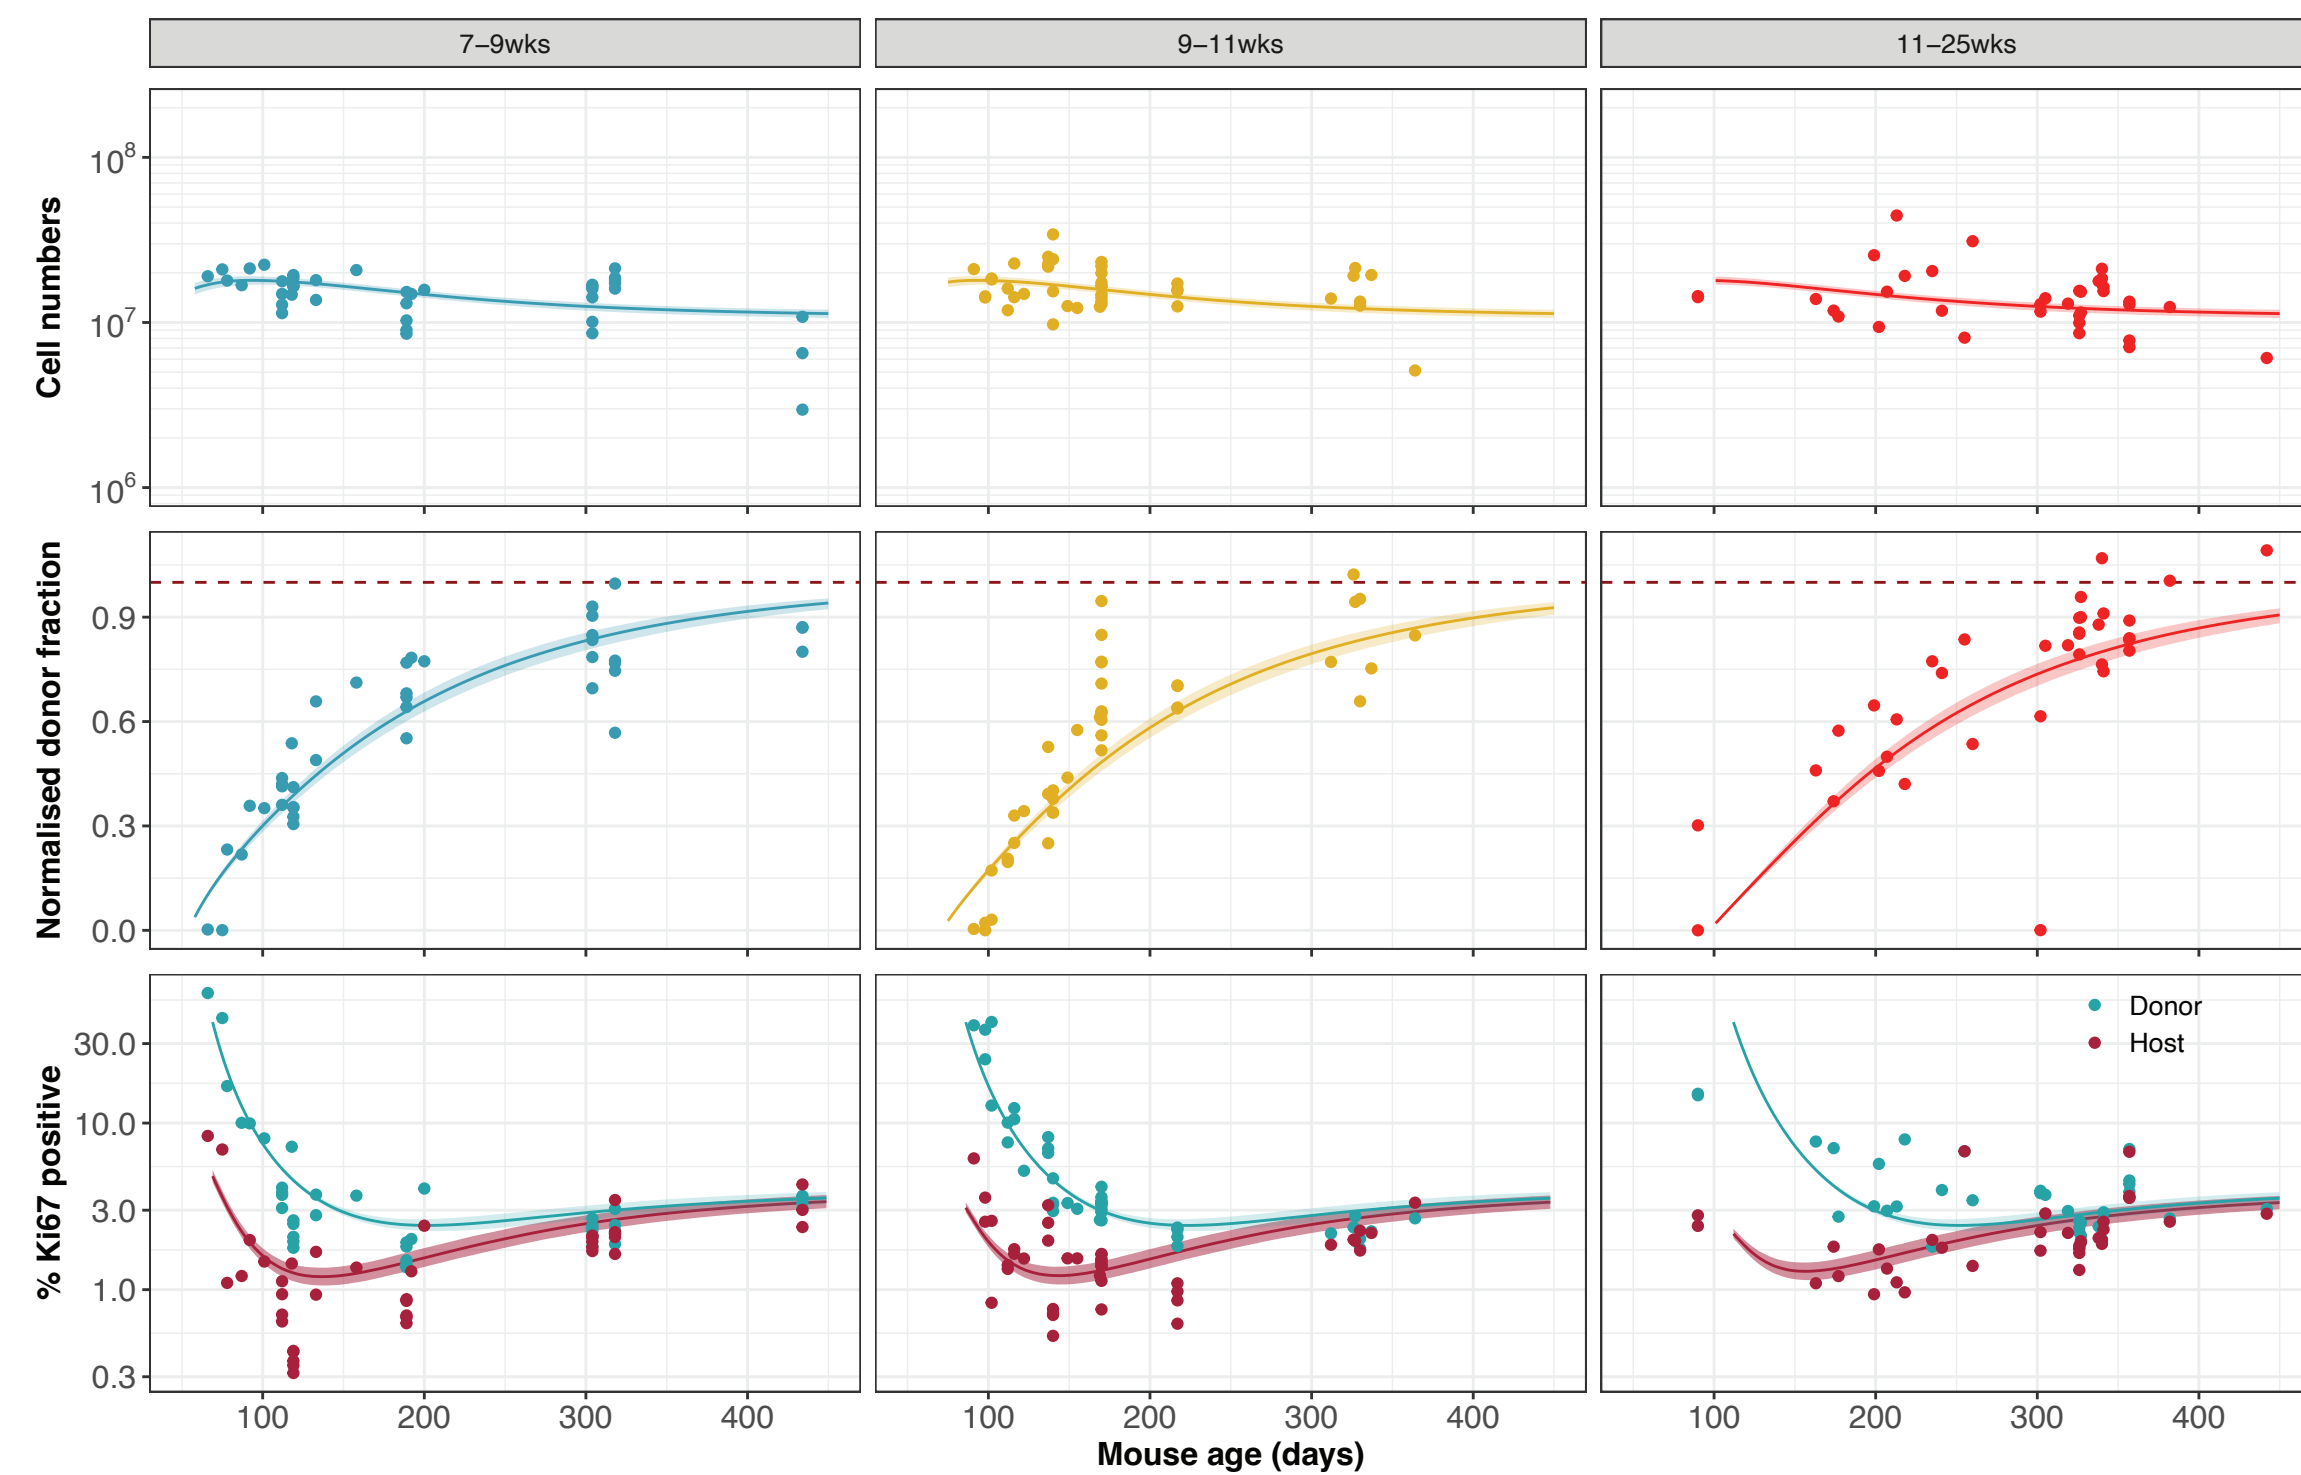 7–9wks 9–11wks 11–25wks
Cell numbers
10^8
10^7
10^6
Normalised donor fraction
0.9
0.6
0.3
0.0
% Ki67 positive
30.0
10.0
3.0
1.0
0.3
Donor
Host
100 200 300 400 100 200 300 400 100 200 300 400
Mouse age (days)